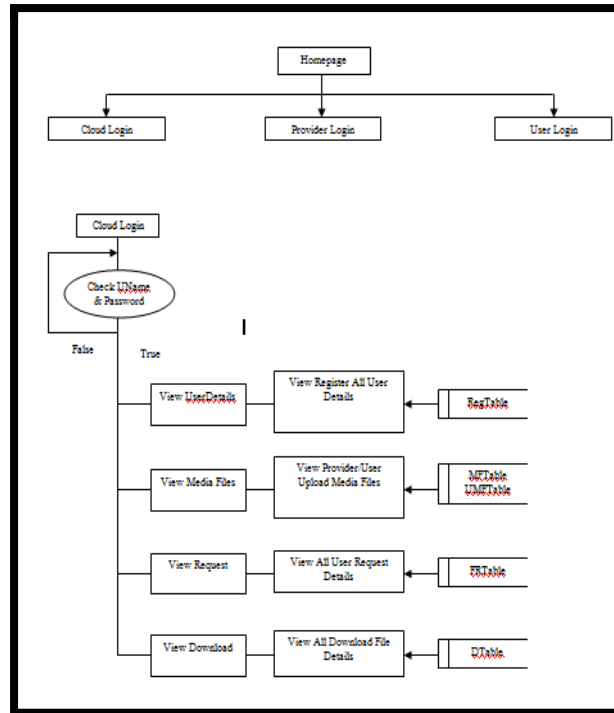 Homepage
Cloud Login
Provider Login
User Login
Cloud Login
Check UName
& Password
False
True
View UserDetails
View Register All User
Details
RegTable
View Media Files
View Provider/User
Upload Media Files
MFTable
UMFTable
View Request
View All User Request
Details
FRTable
View Download
View All Download File
Details
DTable